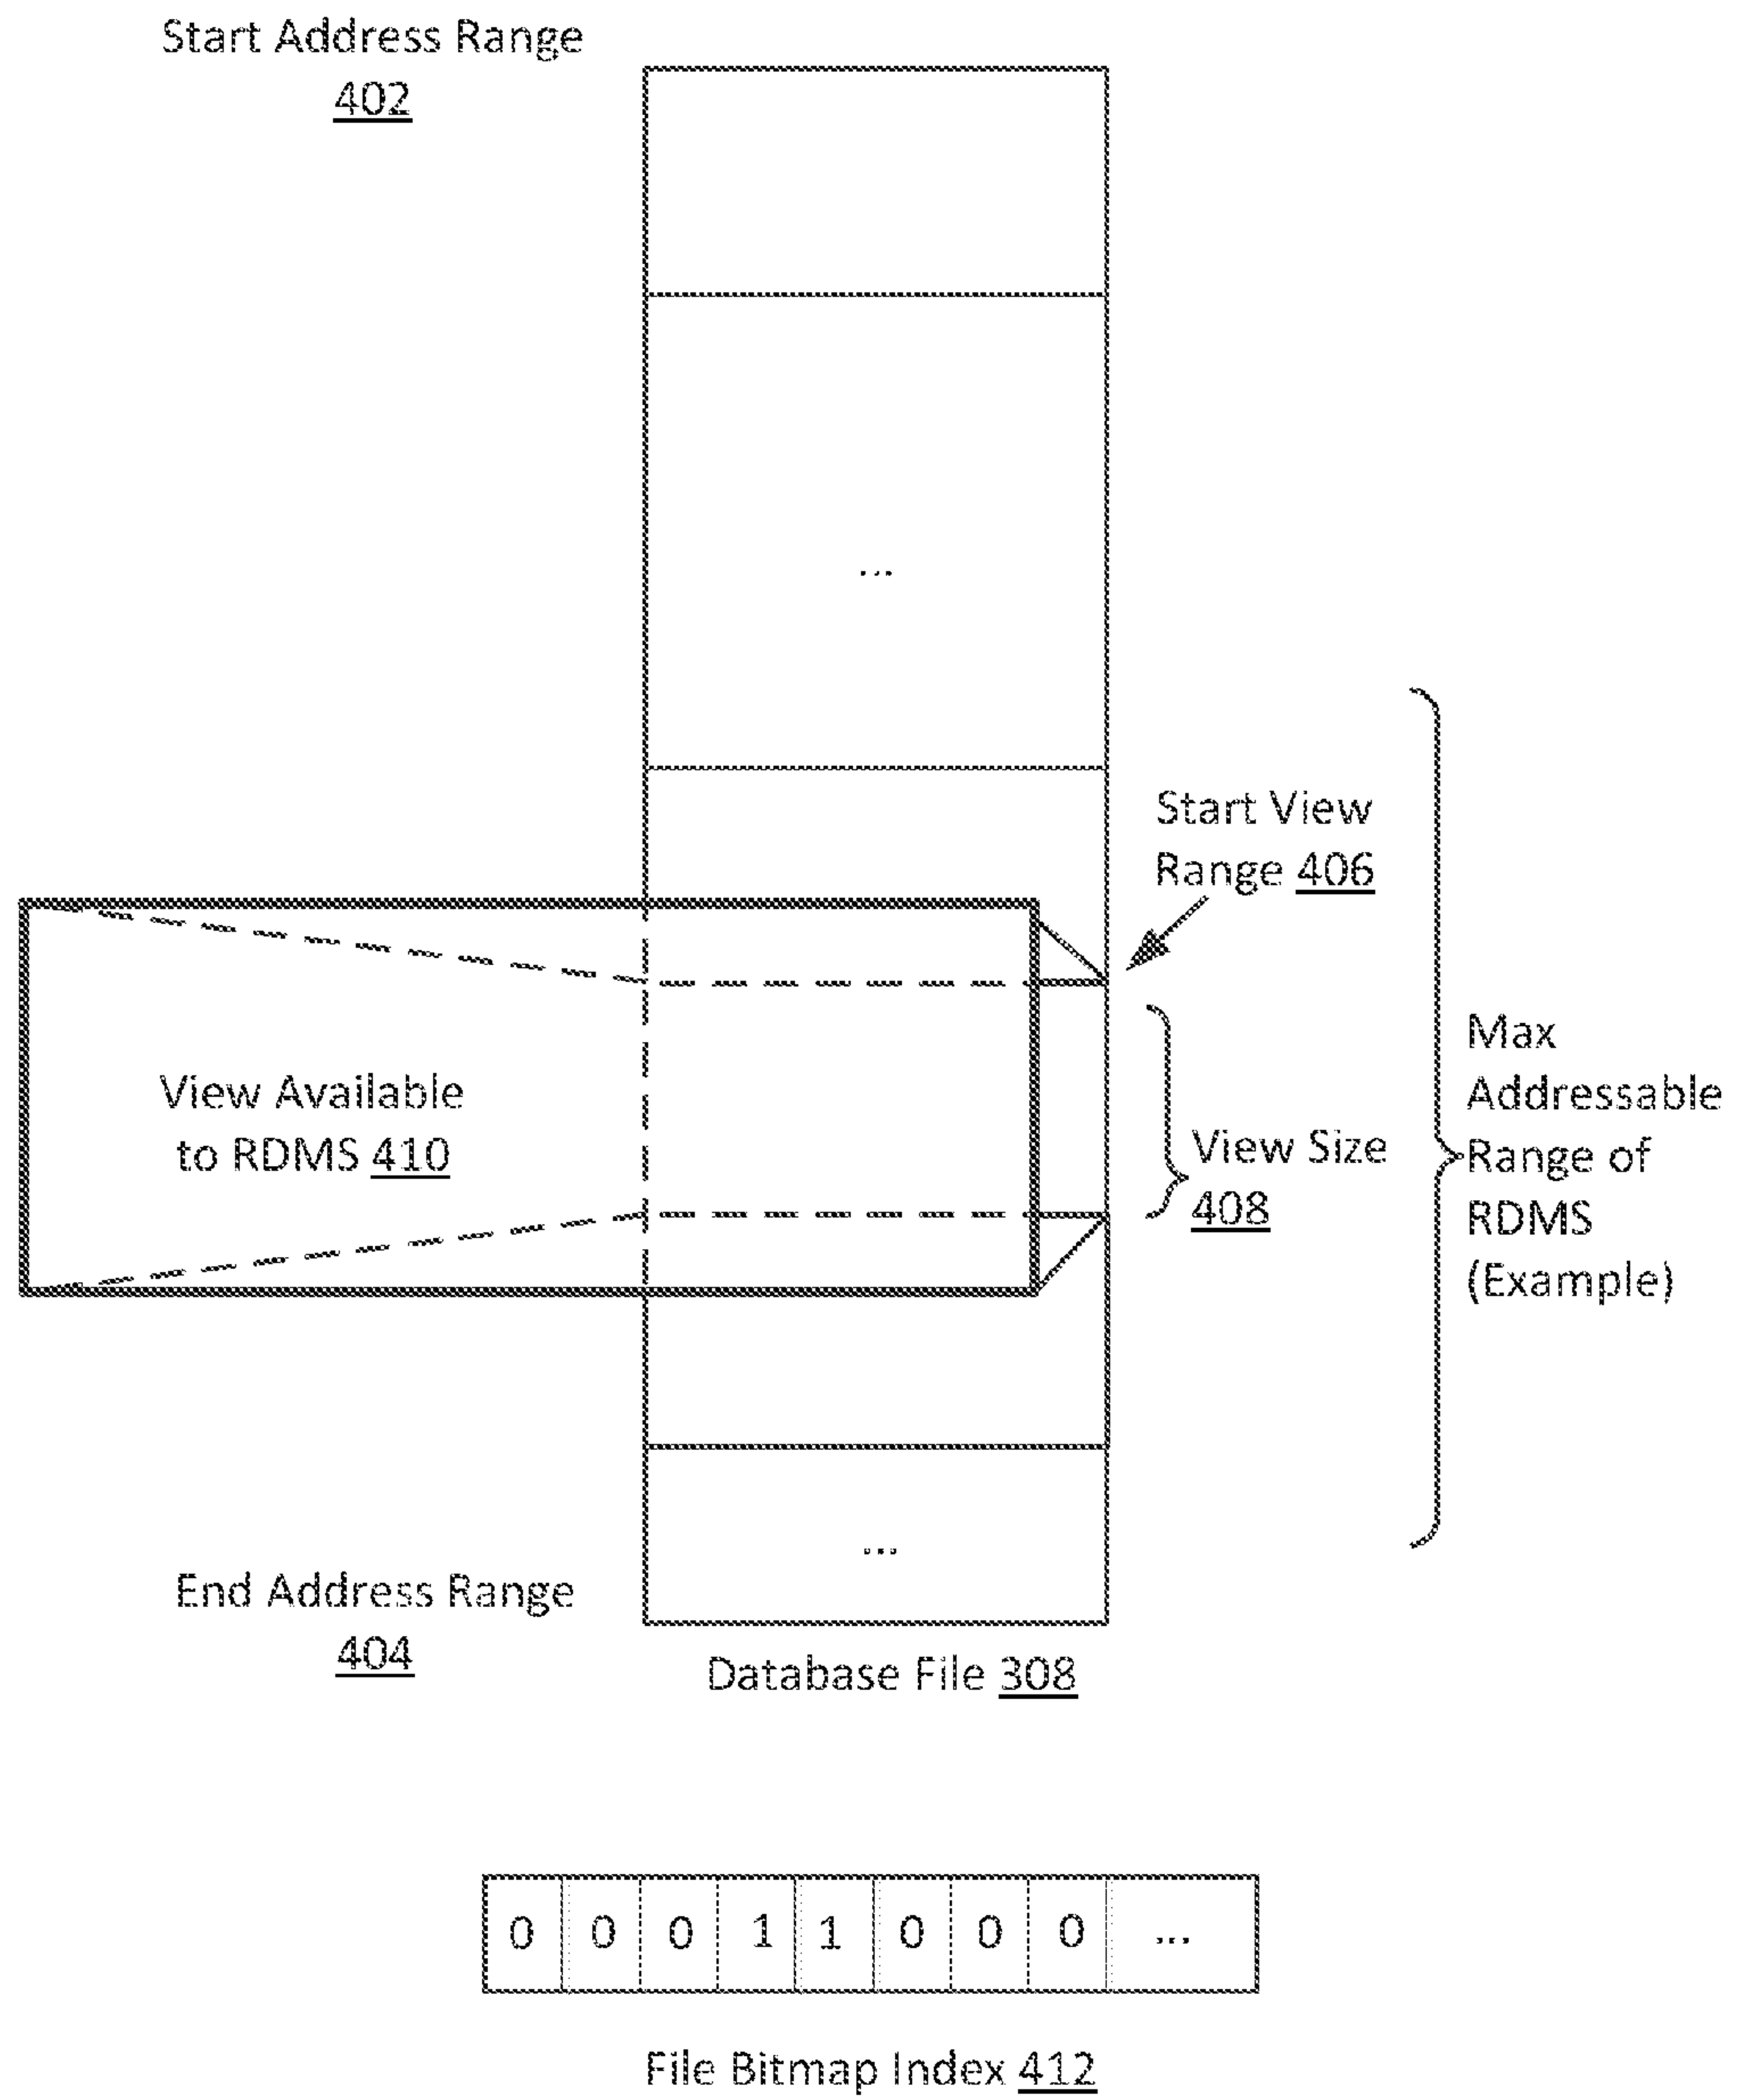 Start Address Range
402
...
Start View
Range 406
Max
Addressable
Range of
RDMS
(Example)
View Available
to RDMS 410
View Size
408
...
End Address Range
404
Database File 308
0 0 0 1 1 0 0 0 ...
File Bitmap Index 412